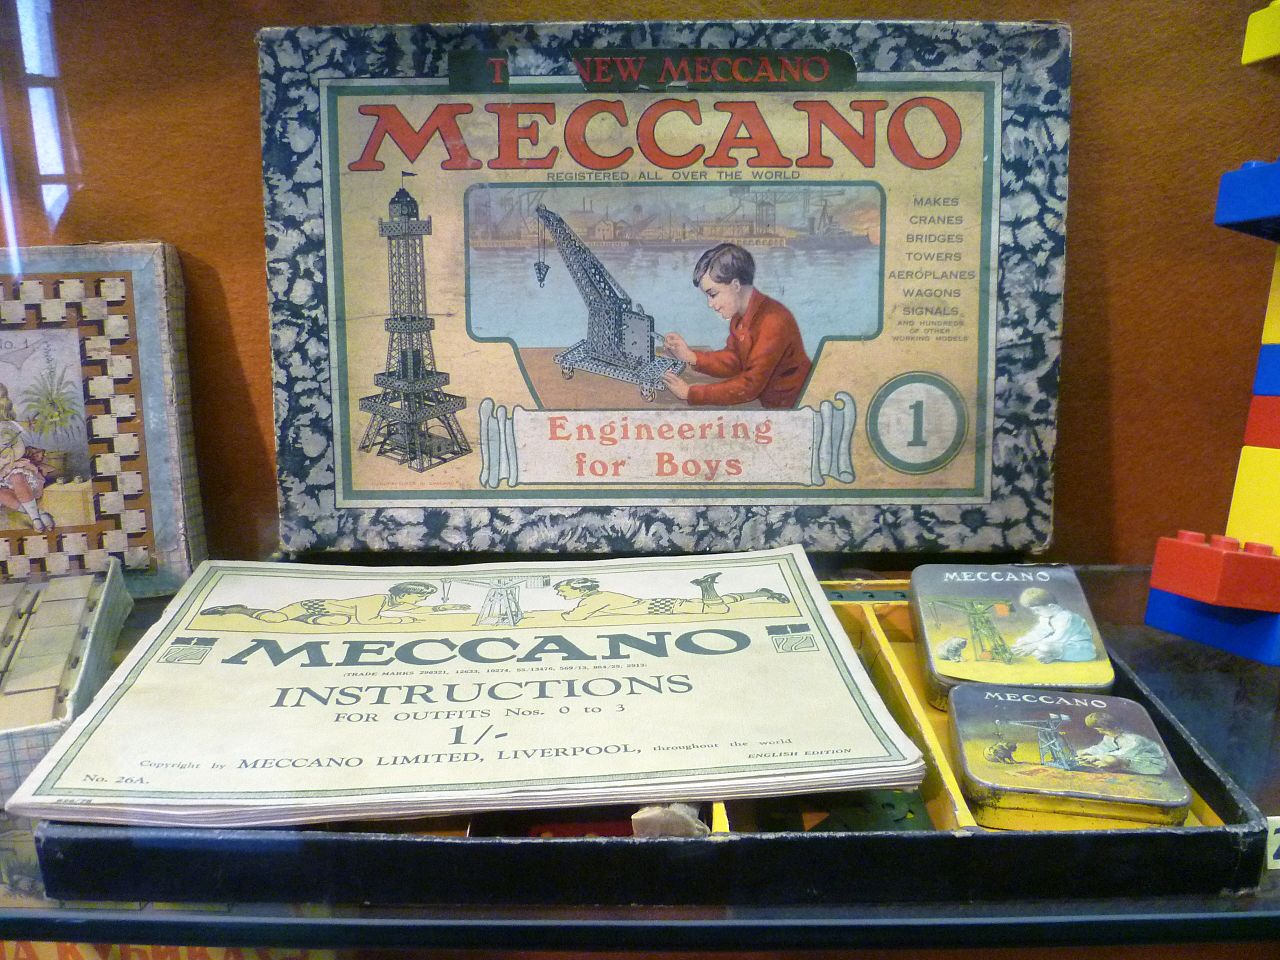 NEW MECCANO
MECCANO
REGISTERED ALL OVER THE WORLD
MAKES
CRANES
BRIDGES
TOWERS
AEROPLANES
WAGONS
SIGNALS,
AND HUNDREDS
OF OTHER
WORKING MODELS
1
Engineering
for Boys
No. 1
MECCANO
INSTRUCTIONS
FOR OUTFITS Nos. 0 to 3
1/-
Copyright by MECCANO LIMITED, LIVERPOOL, throughout the world
No. 26A.
ENGLISH EDITION
MECCANO
MECCANO